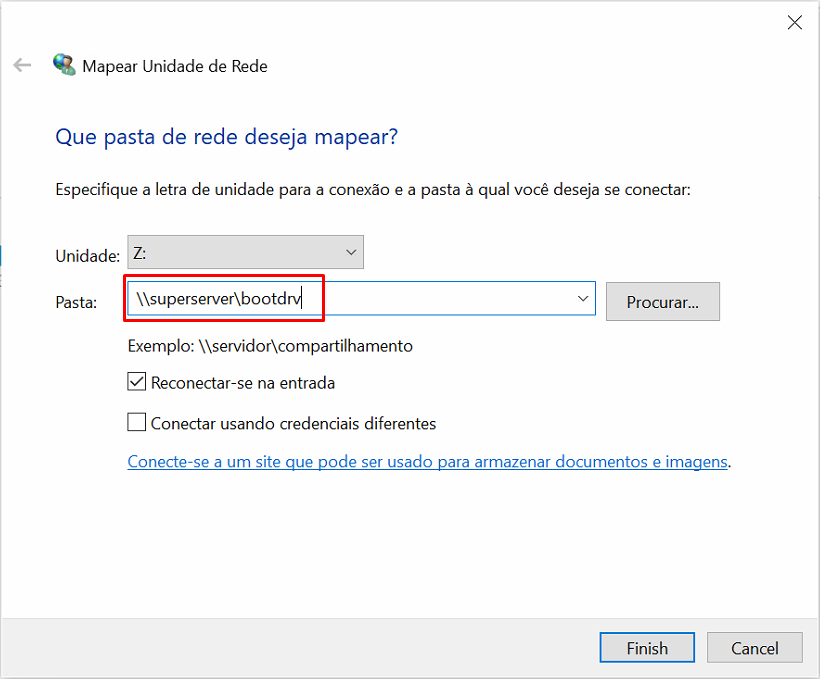 Mapear Unidade de Rede
Que pasta de rede deseja mapear?
Especifique a letra de unidade para a conexão e a pasta à qual você deseja se conectar:
Unidade: Z:
Pasta: \\superserver\bootdrv Procurar...
Exemplo: \\servidor\compartilhamento
Reconectar-se na entrada
Conectar usando credenciais diferentes
Conecte-se a um site que pode ser usado para armazenar documentos e imagens.
Finish Cancel